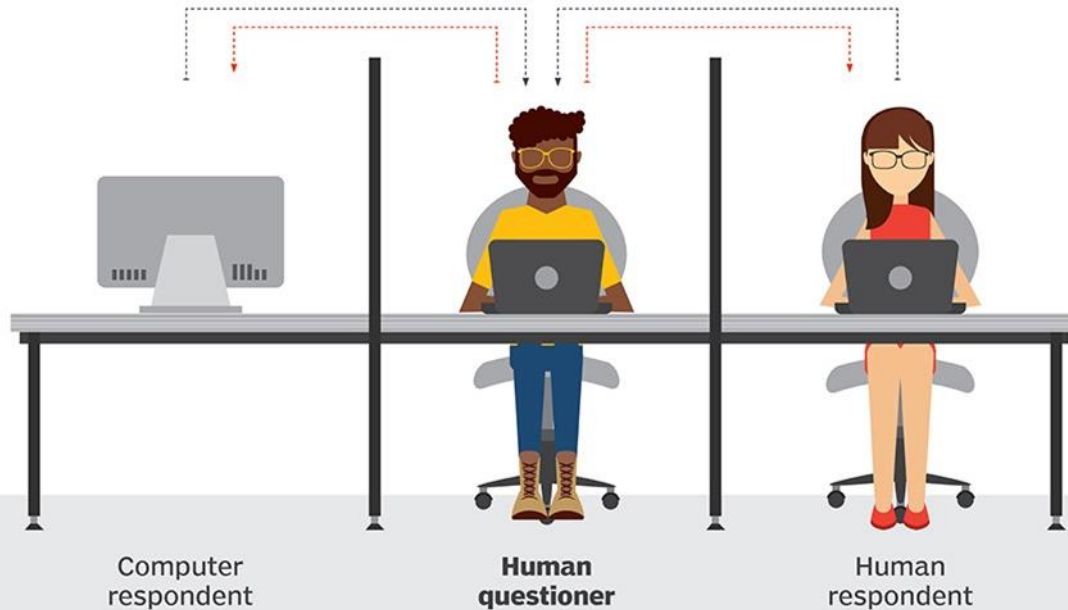 Computer
respondent
Human
questioner
Human
respondent